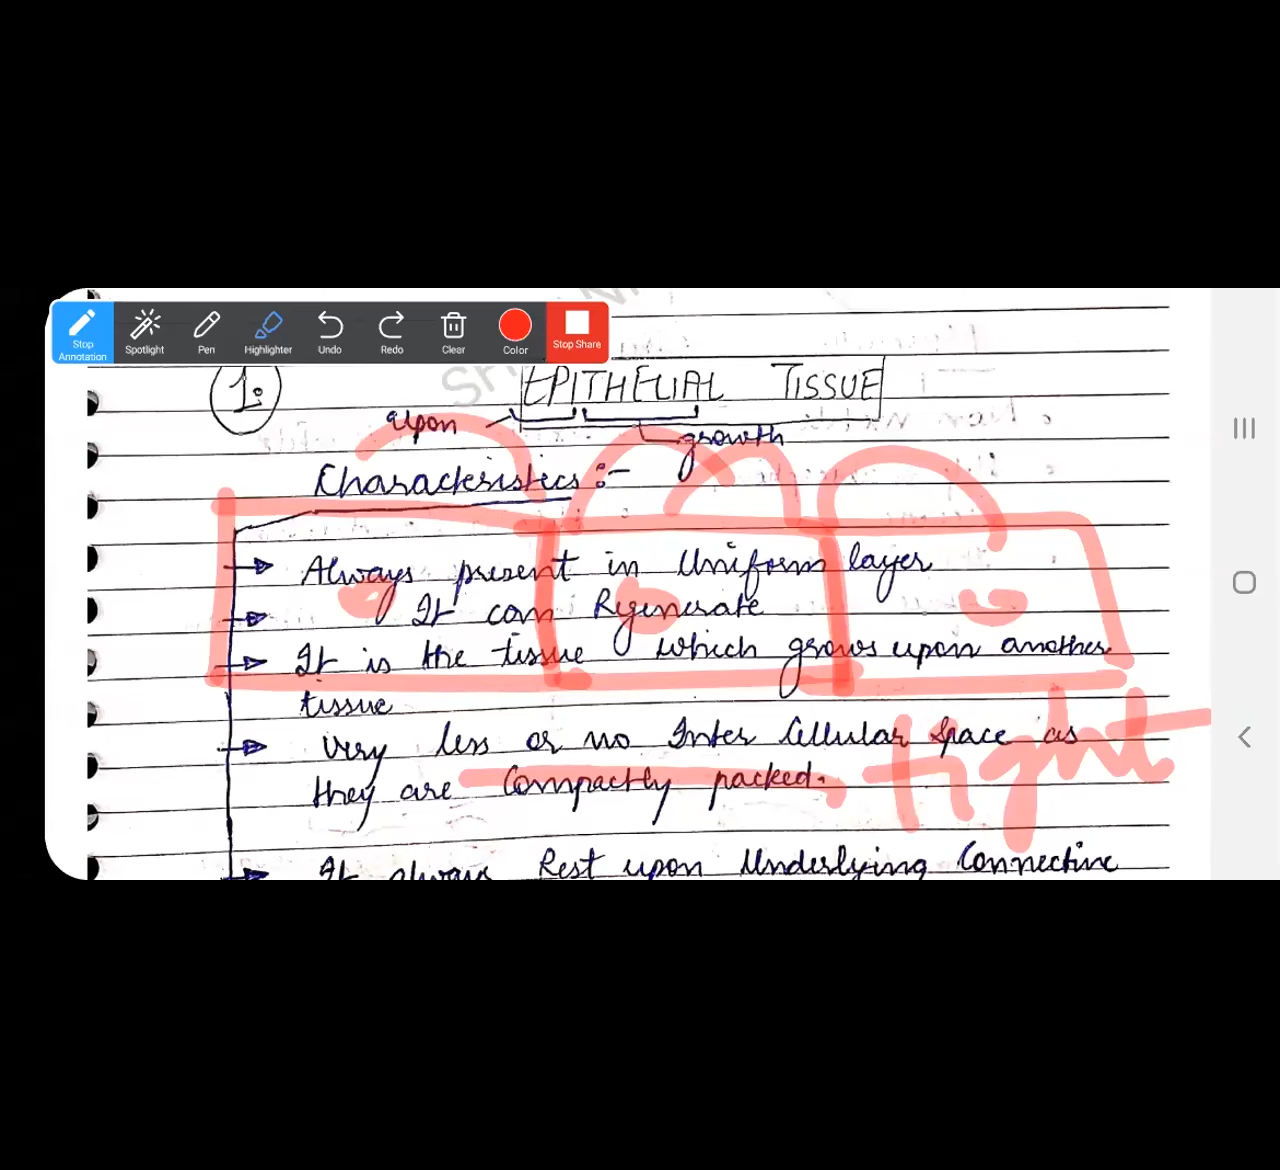 Stop Annotation
Spotlight
Pen
Highlighter
Undo
Redo
Clear
Color
Stop Share
1.
EPITHELIAL TISSUE
upon
growth
Characteristics :-
Always present in Uniform layer
It can Regenerate
It is the tissue which grows upon another
tissue
Very less or no Inter Cellular Space as
they are Compactly packed.
tight
It always Rest upon Underlying Connective